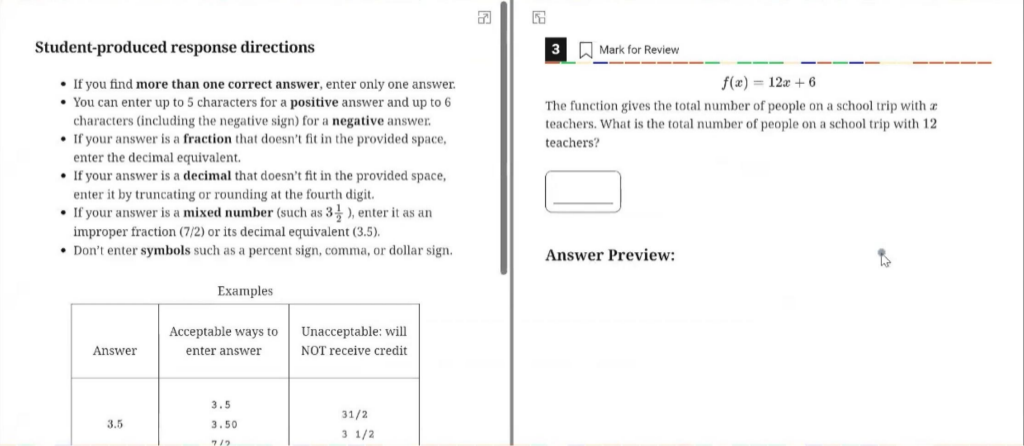 Student-produced response directions
• If you find more than one correct answer, enter only one answer.
• You can enter up to 5 characters for a positive answer and up to 6
characters (including the negative sign) for a negative answer.
• If your answer is a fraction that doesn't fit in the provided space,
enter the decimal equivalent.
• If your answer is a decimal that doesn't fit in the provided space,
enter it by truncating or rounding at the fourth digit.
• If your answer is a mixed number (such as 3 1/2 ), enter it as an
improper fraction (7/2) or its decimal equivalent (3.5).
• Don't enter symbols such as a percent sign, comma, or dollar sign.
Examples
Answer
Acceptable ways to
enter answer
Unacceptable: will
NOT receive credit
3.5
3.5
3.50
7/2
31/2
3 1/2
3 Mark for Review
f(x) = 12x + 6
The function gives the total number of people on a school trip with x
teachers. What is the total number of people on a school trip with 12
teachers?
Answer Preview: